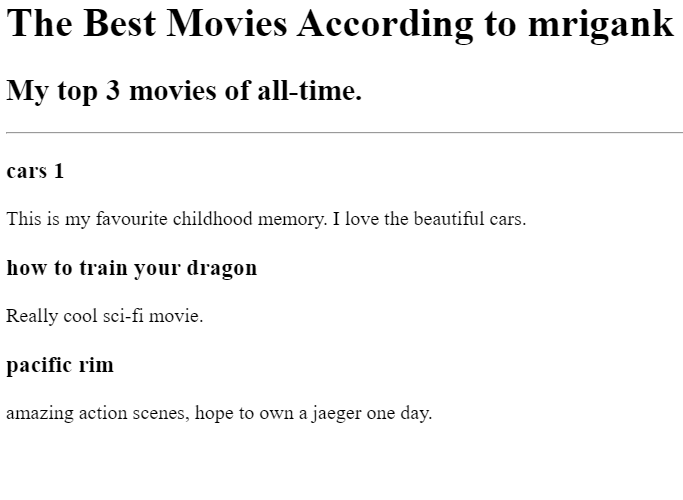 The Best Movies According to mrigank
My top 3 movies of all-time.
cars 1
This is my favourite childhood memory. I love the beautiful cars.
how to train your dragon
Really cool sci-fi movie.
pacific rim
amazing action scenes, hope to own a jaeger one day.